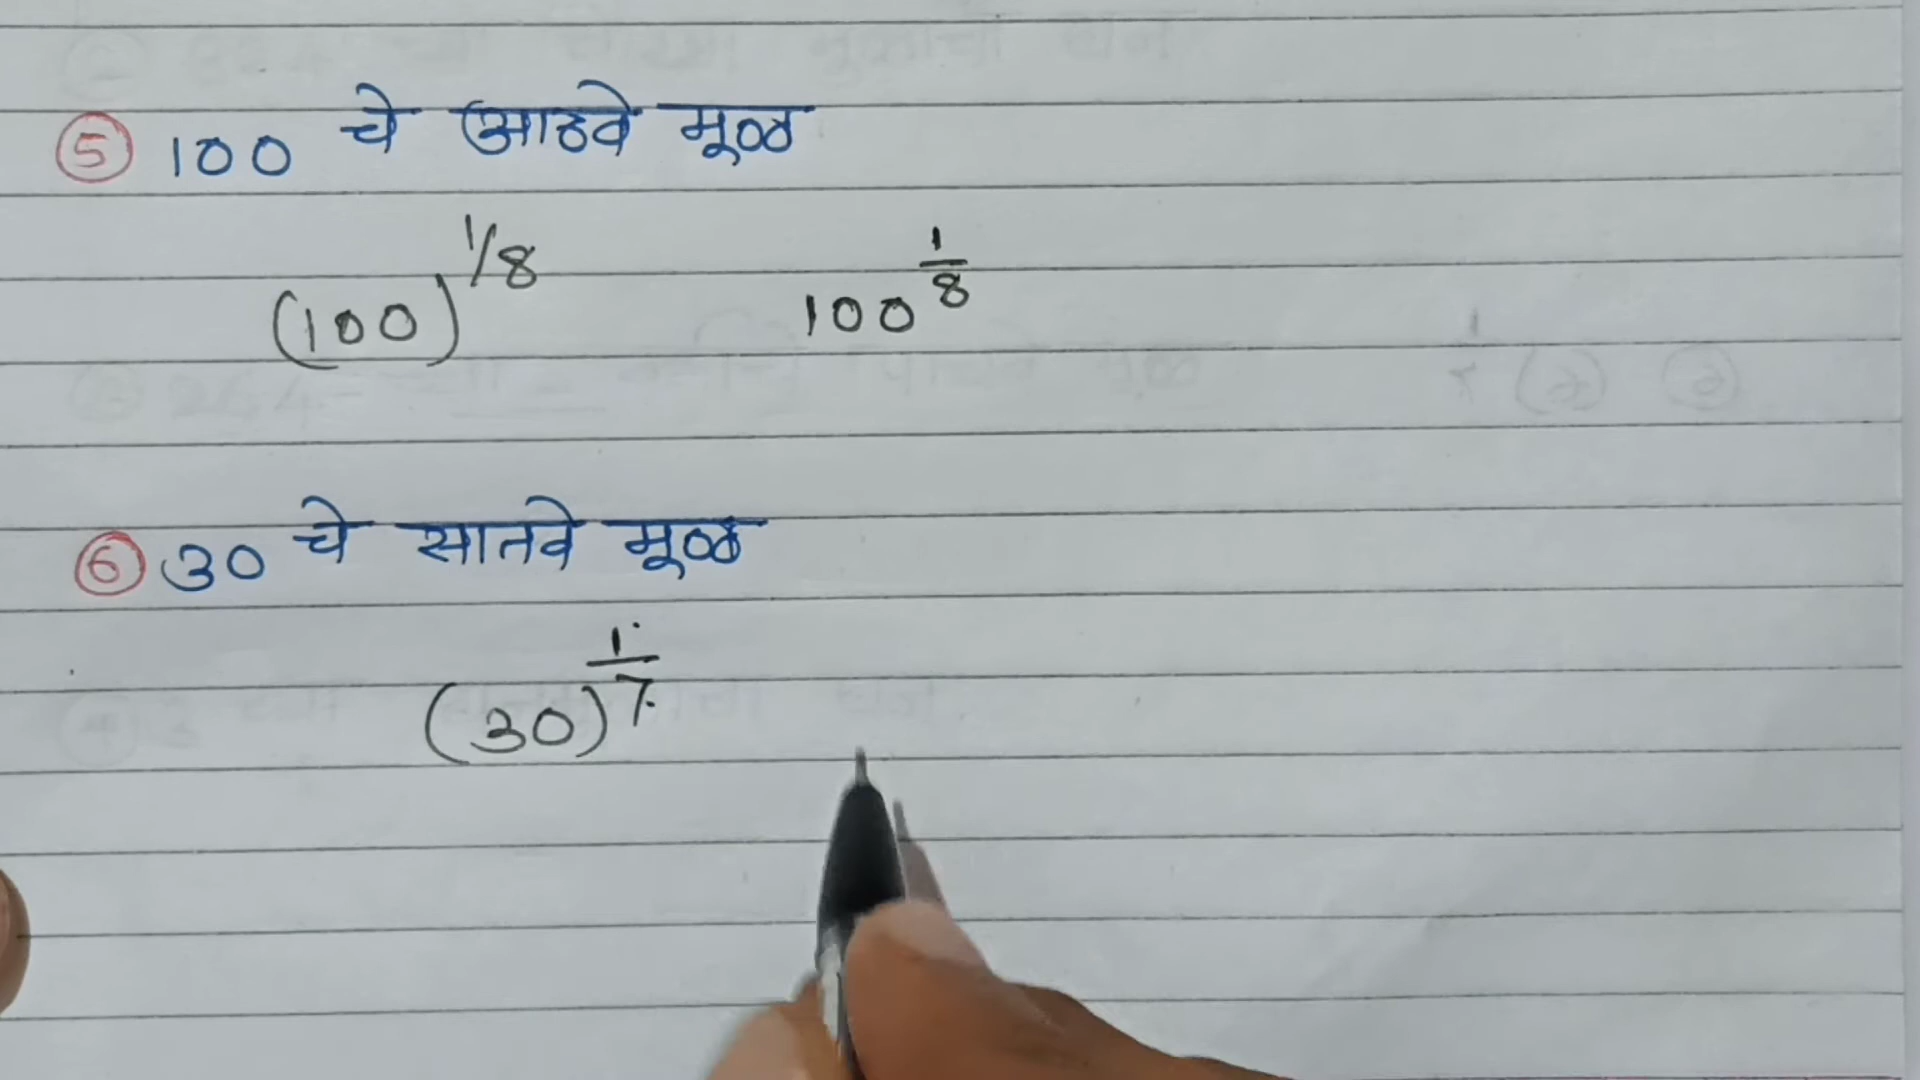 ⑤ 100 चे आठवे मूळ
(100)^1/8 100^1/8
⑥ 30 चे सातवे मूळ
(30)^1/7